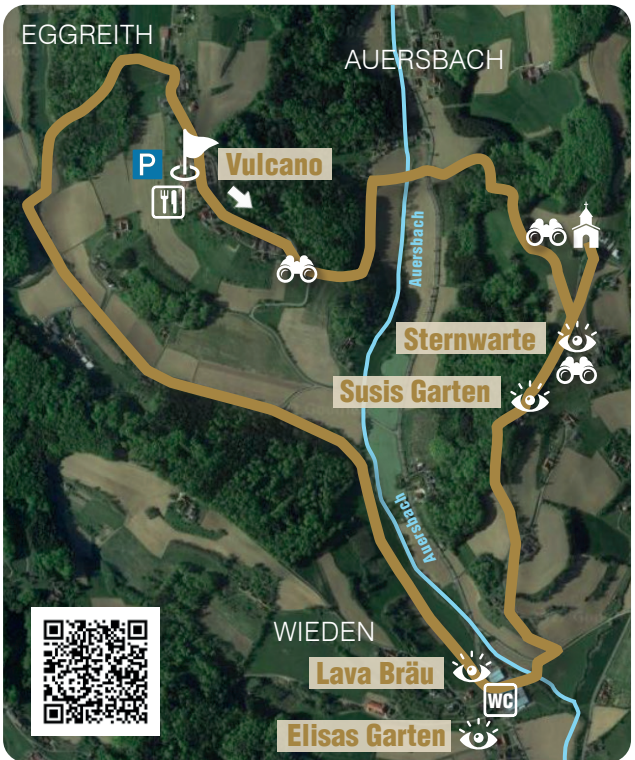 EGGREITH
AUERSBACH
P
Vulcano
Auersbach
Sternwarte
Susis Garten
Auersbach
WIEDEN
Lava Bräu
WC
Elisas Garten